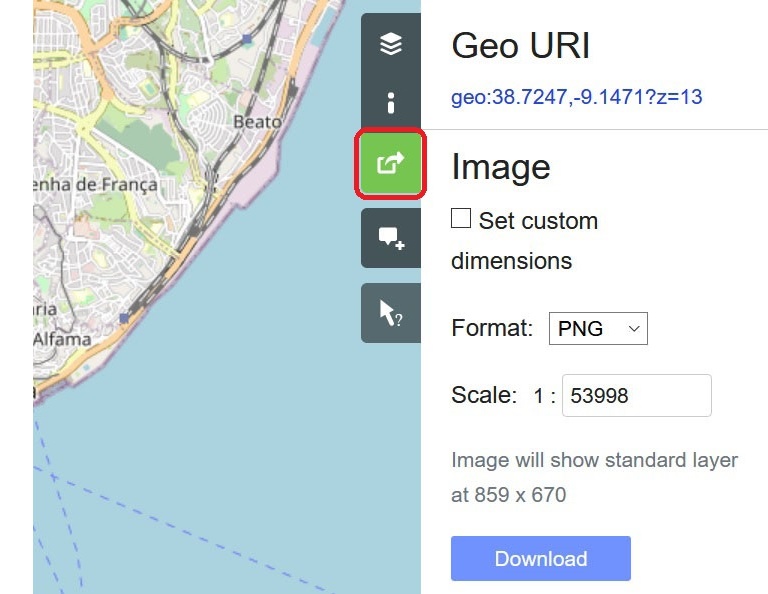 Beato
enha de França
ria
Alfama
a
i
?
Geo URI
geo:38.7247,-9.1471?z=13
Image
Set custom
dimensions
Format: PNG
Scale: 1 : 53998
Image will show standard layer
at 859 x 670
Download